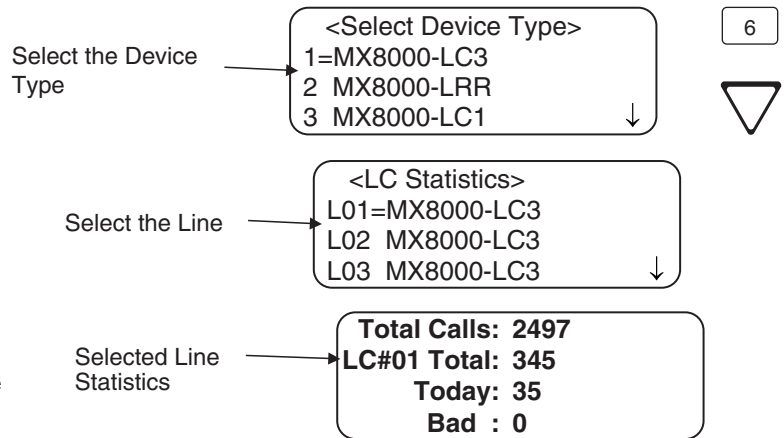 <Select Device Type>
6
Select the Device
Type
1=MX8000-LC3
2 MX8000-LRR
3 MX8000-LC1 ↓
<LC Statistics>
Select the Line
L01=MX8000-LC3
L02 MX8000-LC3
L03 MX8000-LC3 ↓
Selected Line
Statistics
Total Calls: 2497
LC#01 Total: 345
Today: 35
Bad : 0